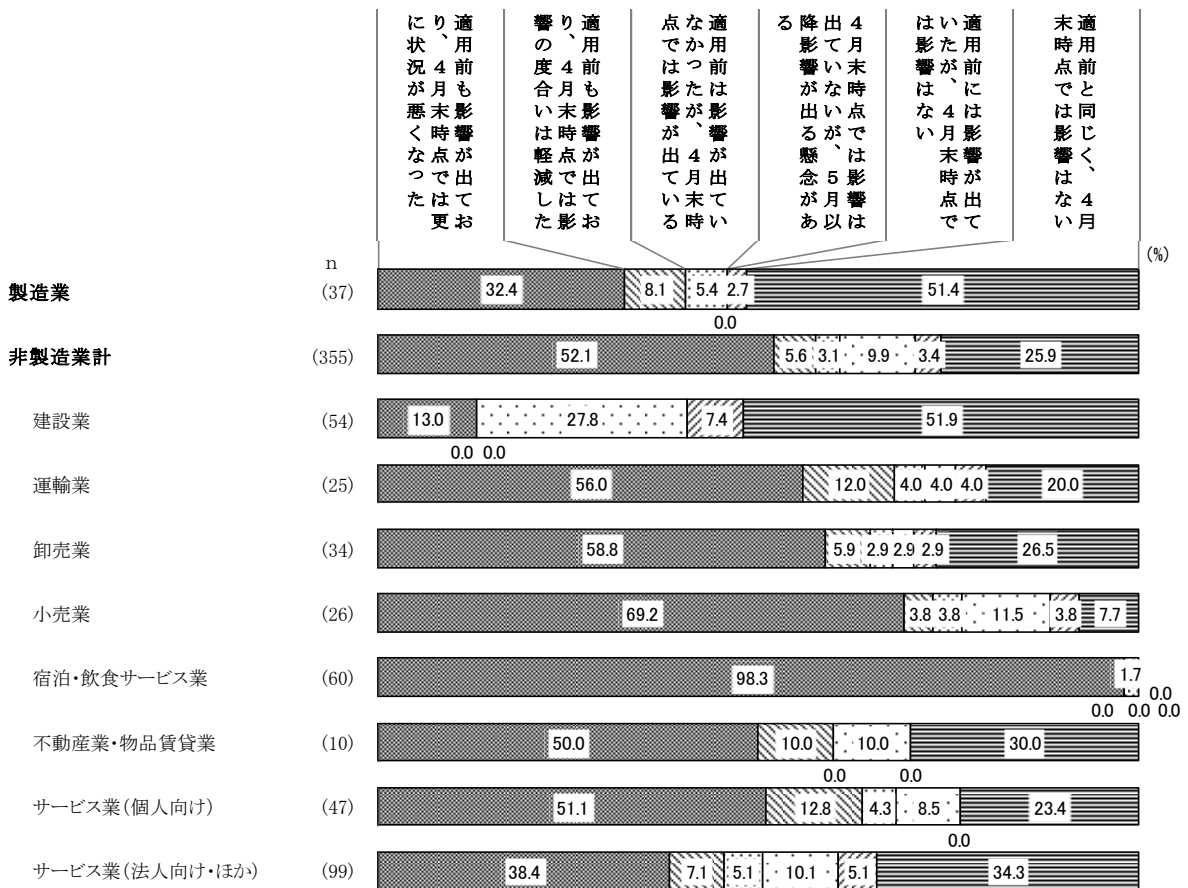 適用前も影響が出てお
り、４月末時点では更
に状況が悪くなった
適用前も影響が出てお
り、４月末時点では影
響の度合いは軽減した
適用前は影響が出てい
なかったが、４月末時
点では影響が出ている
４月末時点では影響は
出ていないが、５月以
降影響が出る懸念があ
る
適用前には影響が出て
いたが、４月末時点で
は影響はない
適用前と同じく、４月
末時点では影響はない
(%)
n
製造業 (37) 32.4 8.1 5.4 2.7 51.4
0.0
非製造業計 (355) 52.1 5.6 3.1 9.9 3.4 25.9
建設業 (54) 13.0 27.8 7.4 51.9
0.0 0.0
運輸業 (25) 56.0 12.0 4.0 4.0 4.0 20.0
卸売業 (34) 58.8 5.9 2.9 2.9 2.9 26.5
小売業 (26) 69.2 3.8 3.8 11.5 3.8 7.7
宿泊・飲食サービス業 (60) 98.3 1.7
0.0
0.0 0.0 0.0
不動産業・物品賃貸業 (10) 50.0 10.0 10.0 30.0
0.0 0.0
サービス業（個人向け） (47) 51.1 12.8 4.3 8.5 23.4
0.0
サービス業（法人向け・ほか） (99) 38.4 7.1 5.1 10.1 5.1 34.3